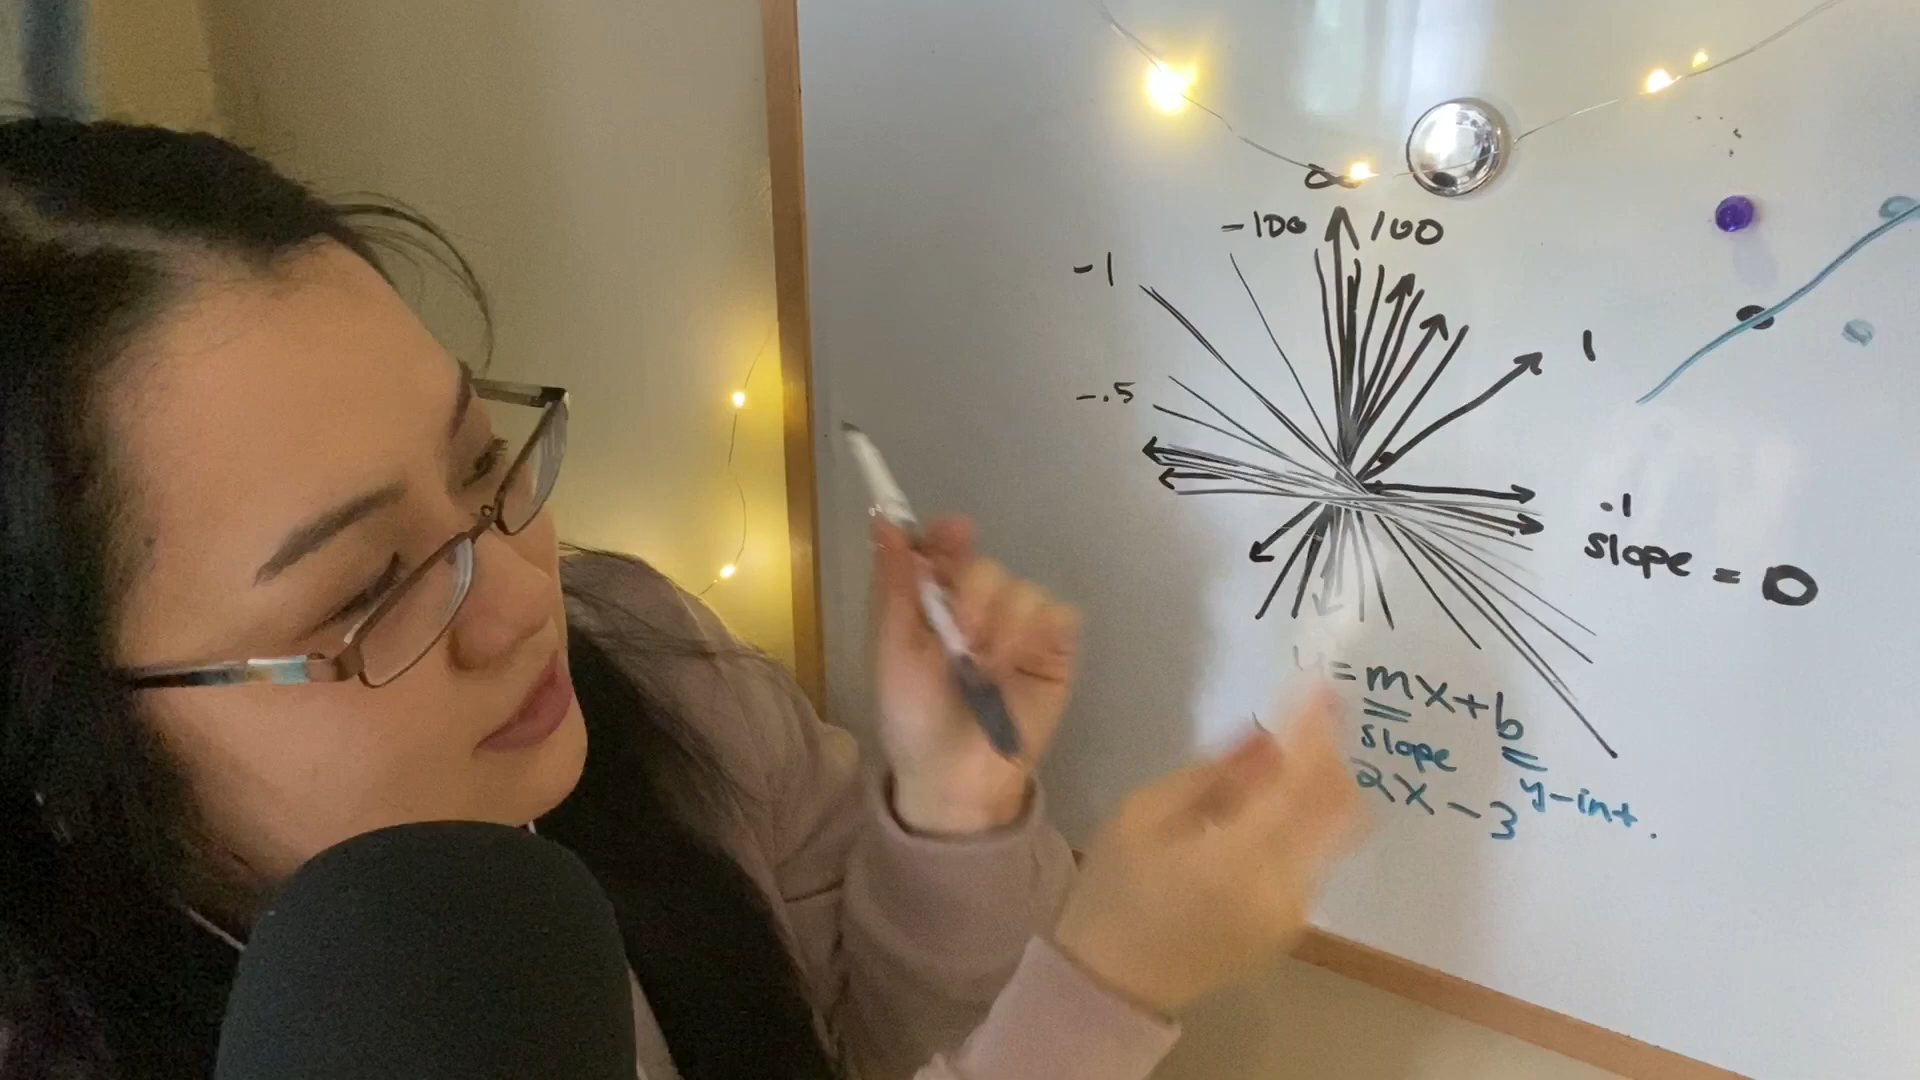 ∞
-100 100
-1
1
-.5
.1
slope = 0
y = mx+b
slope
y-int.
2x-3